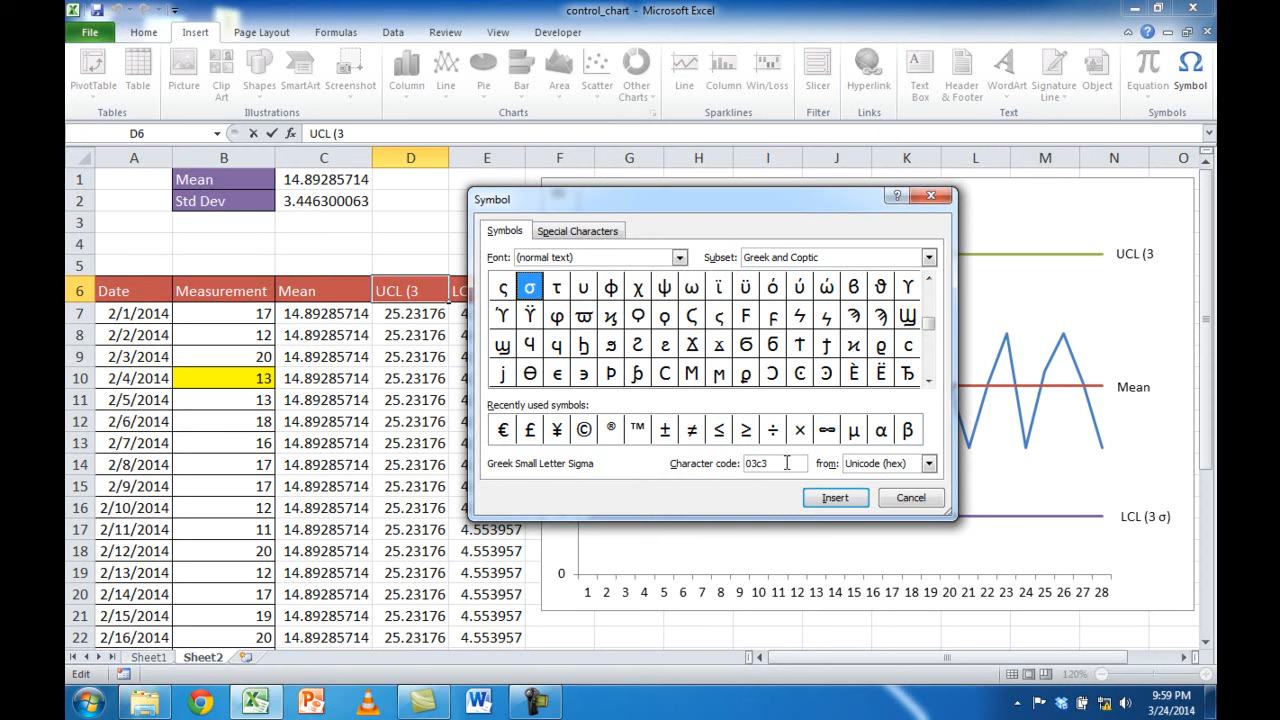 control_chart - Microsoft Excel
File Home Insert Page Layout Formulas Data Review View Developer
PivotTable Table Picture Clip Art Shapes SmartArt Screenshot Column Line Pie Bar Area Scatter Other Charts Line Column Win/Loss Slicer Hyperlink Text Box Header & Footer WordArt Signature Line Object Equation Symbol
Tables Illustrations Charts Sparklines Filter Links Text Symbols
D6 fx UCL (3
A B C D E F G H I J K L M N O
1 Mean 14.89285714
2 Std Dev 3.446300063
3
4
5
6 Date Measurement Mean UCL (3 LC
7 2/1/2014 17 14.89285714 25.23176 4.
8 2/2/2014 12 14.89285714 25.23176 4.
9 2/3/2014 20 14.89285714 25.23176 4.
10 2/4/2014 13 14.89285714 25.23176 4.
11 2/5/2014 13 14.89285714 25.23176 4.
12 2/6/2014 18 14.89285714 25.23176 4.
13 2/7/2014 16 14.89285714 25.23176 4.
14 2/8/2014 17 14.89285714 25.23176 4.
15 2/9/2014 17 14.89285714 25.23176 4.
16 2/10/2014 12 14.89285714 25.23176 4.
17 2/11/2014 11 14.89285714 25.23176 4.553957
18 2/12/2014 20 14.89285714 25.23176 4.553957
19 2/13/2014 12 14.89285714 25.23176 4.553957
20 2/14/2014 17 14.89285714 25.23176 4.553957
21 2/15/2014 19 14.89285714 25.23176 4.553957
22 2/16/2014 20 14.89285714 25.23176 4.553957
Symbol
Symbols Special Characters
Font: (normal text) Subset: Greek and Coptic
ς σ τ υ φ χ ψ ω ϊ ϋ ό ύ ώ ϐ ϑ ϒ
ϓ ϔ ϕ ϖ ϗ Ϙ ϙ Ϛ ϛ Ϝ ϝ Ϟ ϟ Ϡ ϡ Ϣ
ϣ Ϥ ϥ Ϧ ϧ Ϩ ϩ Ϫ ϫ Ϭ ϭ Ϯ ϯ ϰ ϱ ϲ
ϳ ϴ ϵ ϶ Ϸ ϸ Ϲ Ϻ ϻ ϼ Ͻ Ͼ Ͽ Ѐ Ё Ђ
Recently used symbols:
€ £ ¥ © ® ™ ± ≠ ≤ ≥ ÷ × ∞ µ α β
Greek Small Letter Sigma Character code: 03c3 from: Unicode (hex)
Insert Cancel
UCL (3
Mean
LCL (3 σ)
0
1 2 3 4 5 6 7 8 9 10 11 12 13 14 15 16 17 18 19 20 21 22 23 24 25 26 27 28
Sheet1 Sheet2
Edit 120%
9:59 PM
3/24/2014